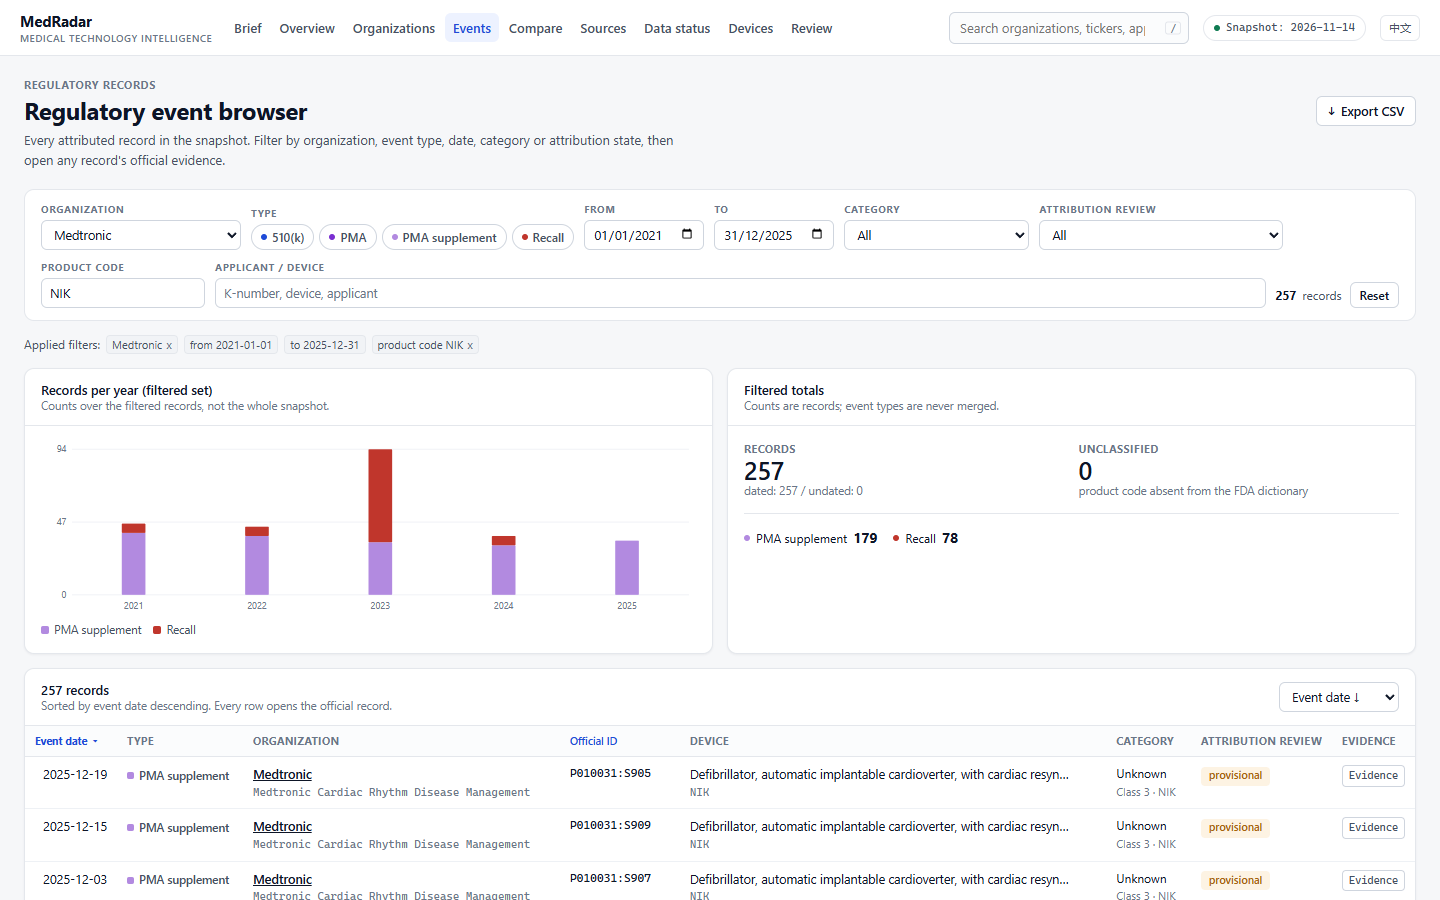 MedRadar
MEDICAL TECHNOLOGY INTELLIGENCE
Brief Overview Organizations Events Compare Sources Data status Devices Review
Search organizations, tickers, ap /
Snapshot: 2026-11-14
中文
REGULATORY RECORDS
Regulatory event browser
↓ Export CSV
Every attributed record in the snapshot. Filter by organization, event type, date, category or attribution state, then
open any record's official evidence.
ORGANIZATION TYPE FROM TO CATEGORY ATTRIBUTION REVIEW
Medtronic 510(k) PMA PMA supplement Recall 01/01/2021 31/12/2025 All All
PRODUCT CODE APPLICANT / DEVICE
NIK K-number, device, applicant 257 records Reset
Applied filters: Medtronic x from 2021-01-01 to 2025-12-31 product code NIK x
Records per year (filtered set)
Counts over the filtered records, not the whole snapshot.
94
47
0
2021 2022 2023 2024 2025
PMA supplement Recall
Filtered totals
Counts are records; event types are never merged.
RECORDS
257
dated: 257 / undated: 0
UNCLASSIFIED
0
product code absent from the FDA dictionary
PMA supplement 179 Recall 78
257 records
Sorted by event date descending. Every row opens the official record.
Event date ↓
Event date TYPE ORGANIZATION Official ID DEVICE CATEGORY ATTRIBUTION REVIEW EVIDENCE
2025-12-19 PMA supplement Medtronic P010031:S905 Defibrillator, automatic implantable cardioverter, with cardiac resyn... Unknown provisional Evidence
Medtronic Cardiac Rhythm Disease Management NIK Class 3 · NIK
2025-12-15 PMA supplement Medtronic P010031:S909 Defibrillator, automatic implantable cardioverter, with cardiac resyn... Unknown provisional Evidence
Medtronic Cardiac Rhythm Disease Management NIK Class 3 · NIK
2025-12-03 PMA supplement Medtronic P010031:S907 Defibrillator, automatic implantable cardioverter, with cardiac resyn... Unknown provisional Evidence
Medtronic Cardiac Rhythm Disease Management NIK Class 3 · NIK